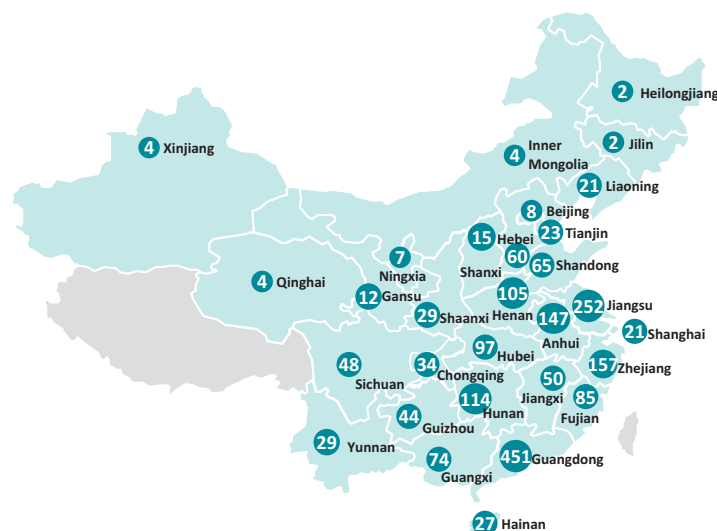 2 Heilongjiang
4 Xinjiang
2 Jilin
4 Inner
Mongolia
21 Liaoning
8 Beijing
23 Tianjin
15 Hebei
60
Shanxi
65 Shandong
7
Ningxia
4 Qinghai
12 Gansu
29 Shaanxi
105
Henan
252 Jiangsu
147
Anhui
21 Shanghai
97 Hubei
48
Sichuan
34 Chongqing
157 Zhejiang
50
Jiangxi
85
Fujian
114
Hunan
44
Guizhou
29 Yunnan
74
Guangxi
451 Guangdong
27 Hainan